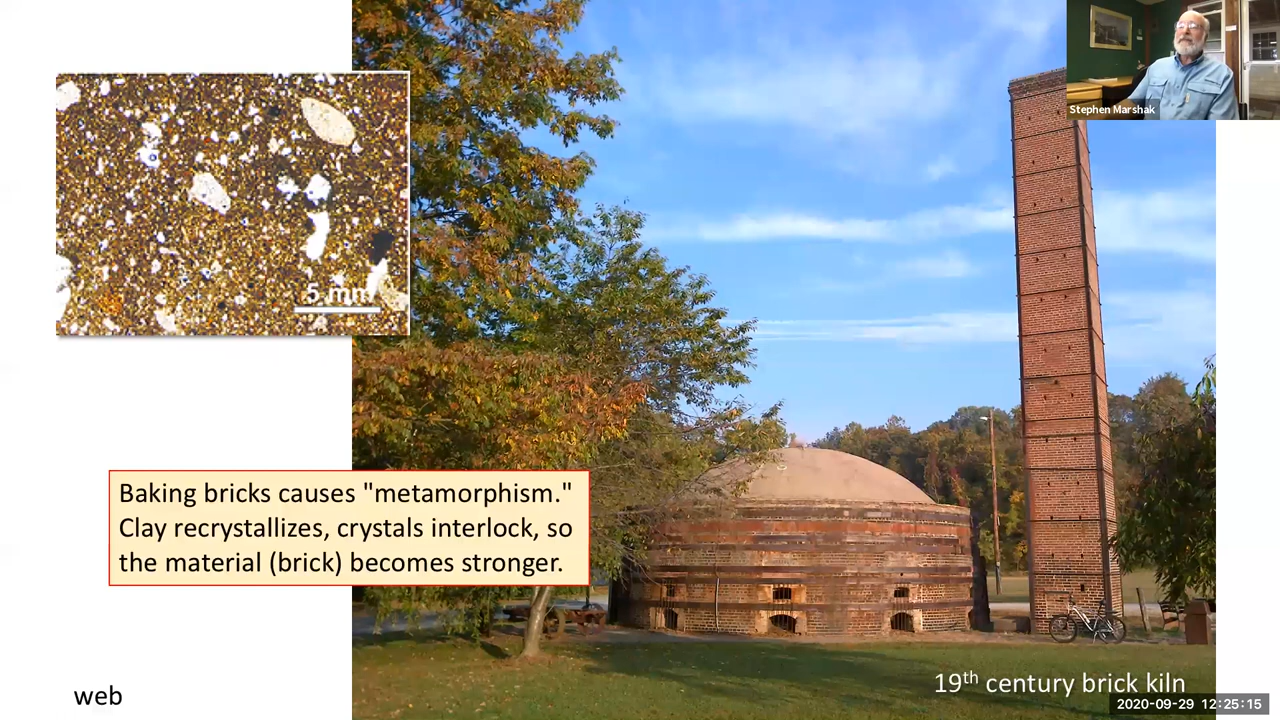 Stephen Marshak
5 mm
Baking bricks causes "metamorphism."
Clay recrystallizes, crystals interlock, so
the material (brick) becomes stronger.
19th century brick kiln
web
2020-09-29 12:25:15